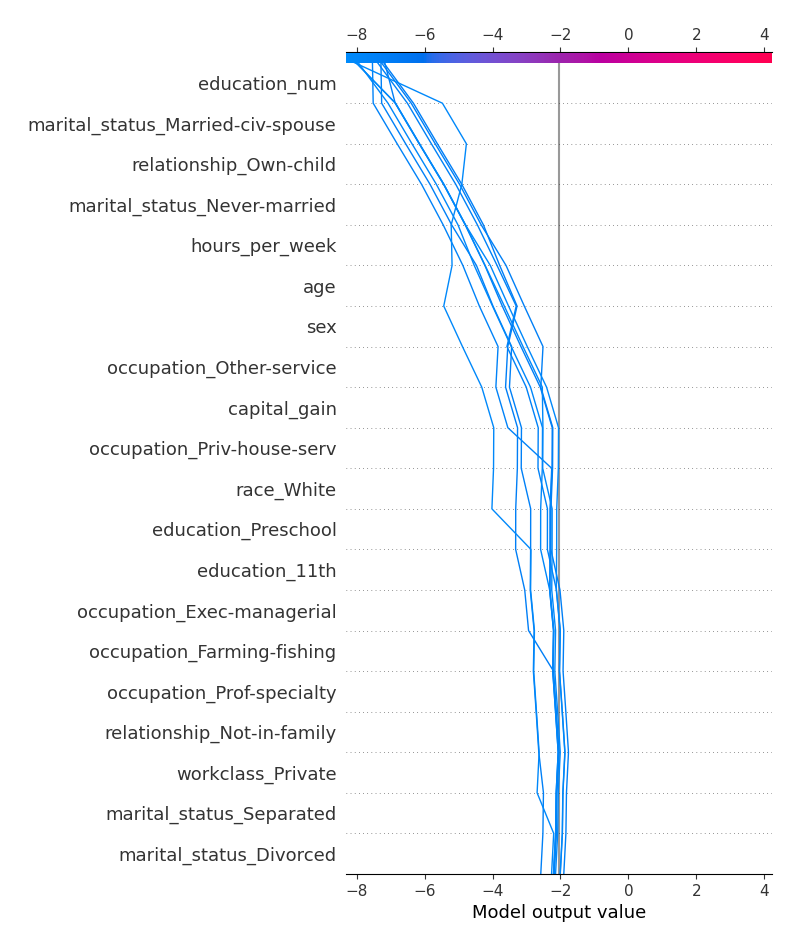 −8 −6 −4 −2 0 2 4
education_num
marital_status_Married-civ-spouse
relationship_Own-child
marital_status_Never-married
hours_per_week
age
sex
occupation_Other-service
capital_gain
occupation_Priv-house-serv
race_White
education_Preschool
education_11th
occupation_Exec-managerial
occupation_Farming-fishing
occupation_Prof-specialty
relationship_Not-in-family
workclass_Private
marital_status_Separated
marital_status_Divorced
−8 −6 −4 −2 0 2 4
Model output value